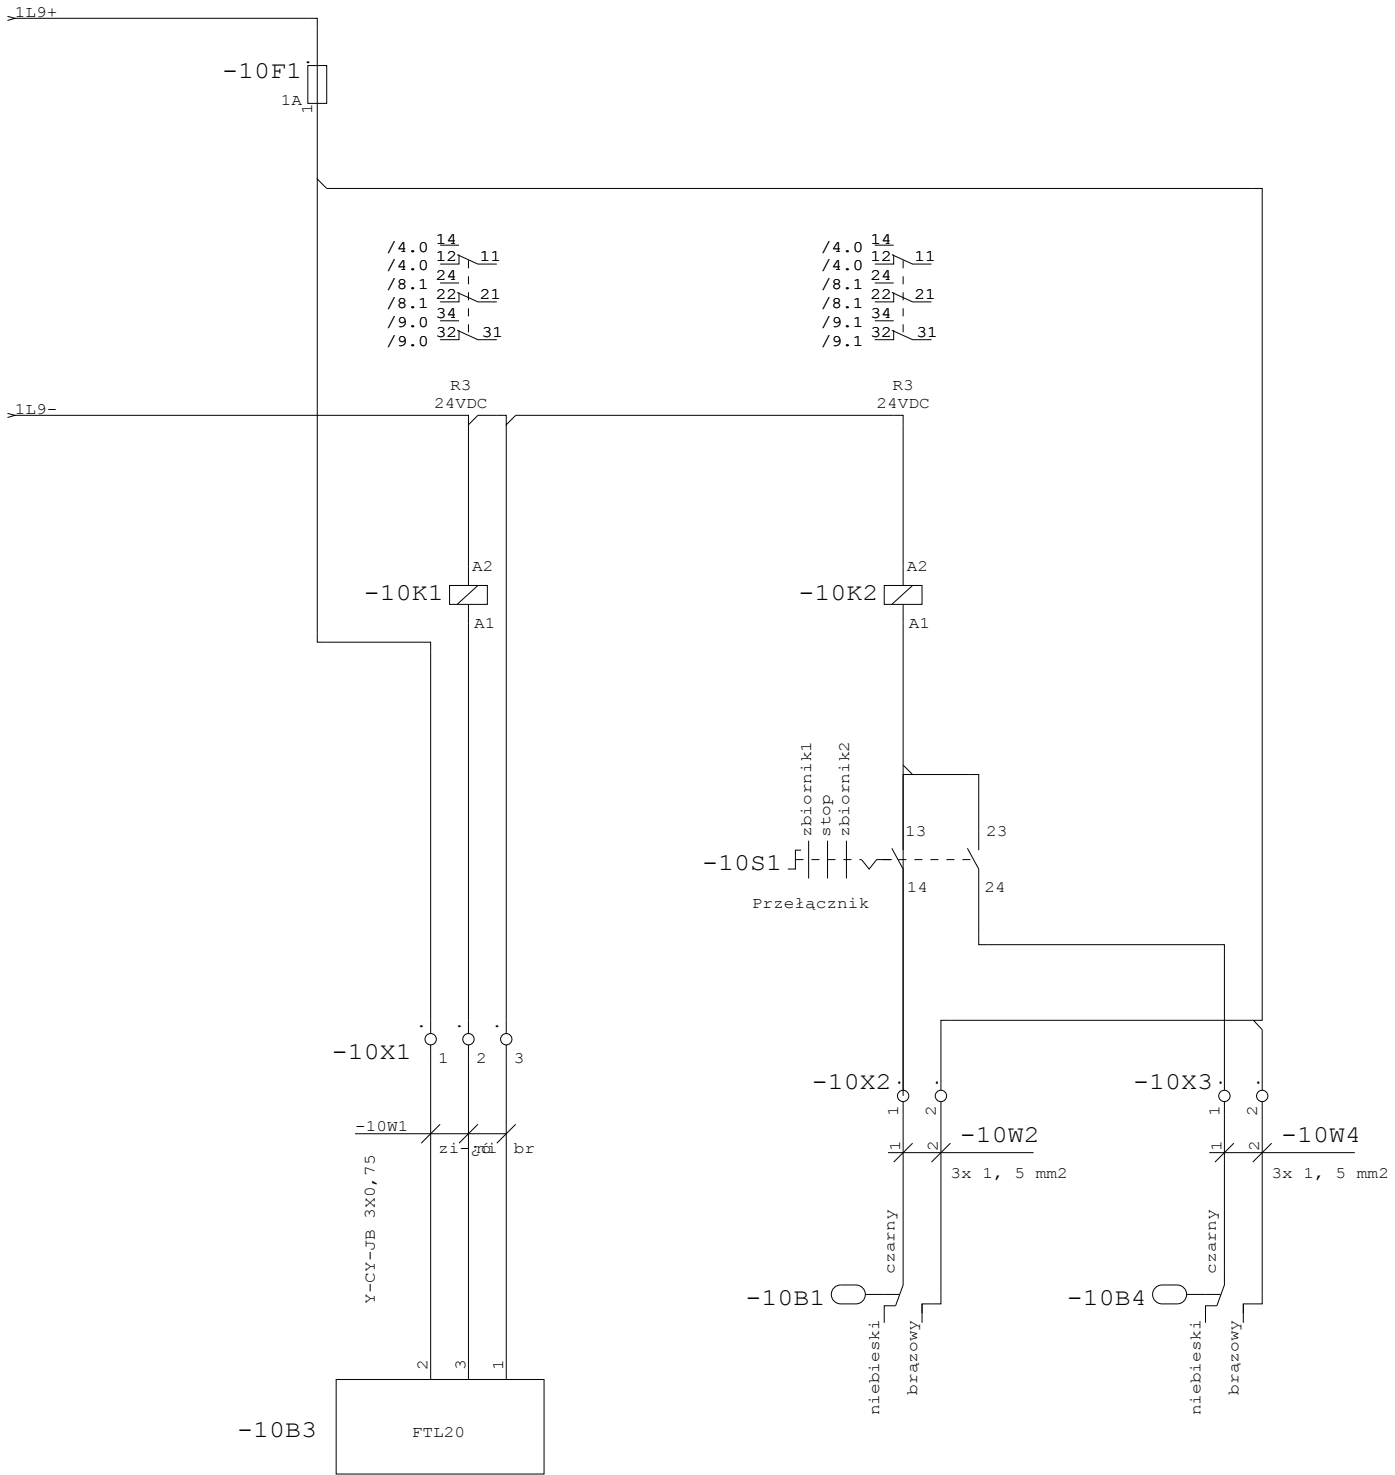 1L9+
-10F1
1A
1
/4.0 14
/4.0 12 11
/8.1 24
/8.1 22 21
/9.0 34
/9.0 32 31
/4.0 14
/4.0 12 11
/8.1 24
/8.1 22 21
/9.1 34
/9.1 32 31
1L9-
R3
24VDC
R3
24VDC
A2
-10K1
A1
A2
-10K2
A1
zbiornik1
stop
zbiornik2
13
23
-10S1
14
24
Przełącznik
-10X1
1
2
3
-10X2
1
2
-10X3
1
2
-10W1
br
Y-CY-JB 3X0,75
1
2
-10W2
3x 1, 5 mm2
1
2
-10W4
3x 1, 5 mm2
czarny
czarny
-10B1
-10B4
niebieski
brązowy
niebieski
brązowy
2
3
1
-10B3
FTL20